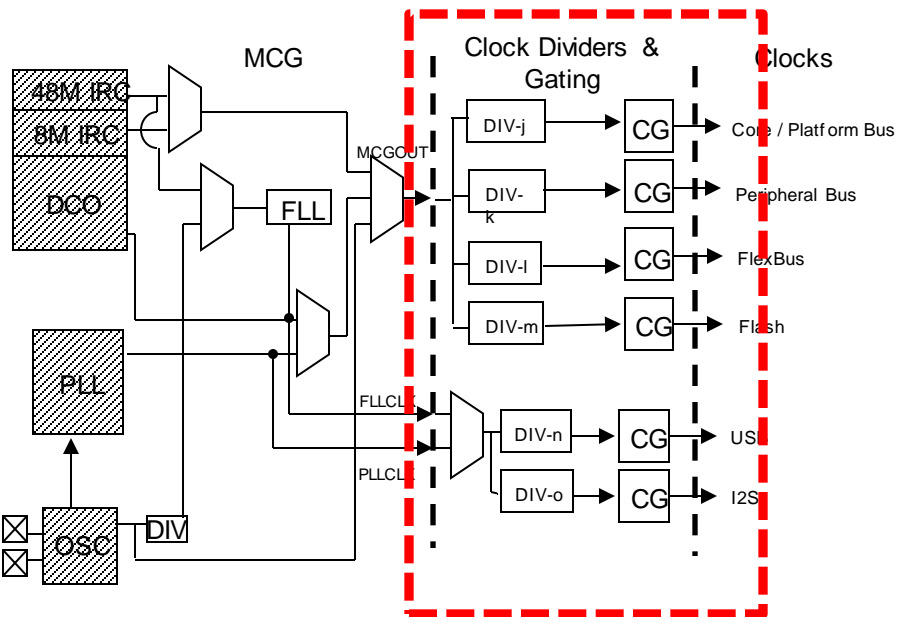 MCG
Clock Dividers &
Gating
Clocks
48M IRC
8M IRC
DCO
FLL
MCGOUT
DIV-j
CG
Core / Platform Bus
DIV-
k
CG
Peripheral Bus
DIV-l
CG
FlexBus
DIV-m
CG
Flash
PLL
FLLCLK
PLLCLK
DIV-n
CG
USB
DIV-o
CG
I2S
OSC
DIV